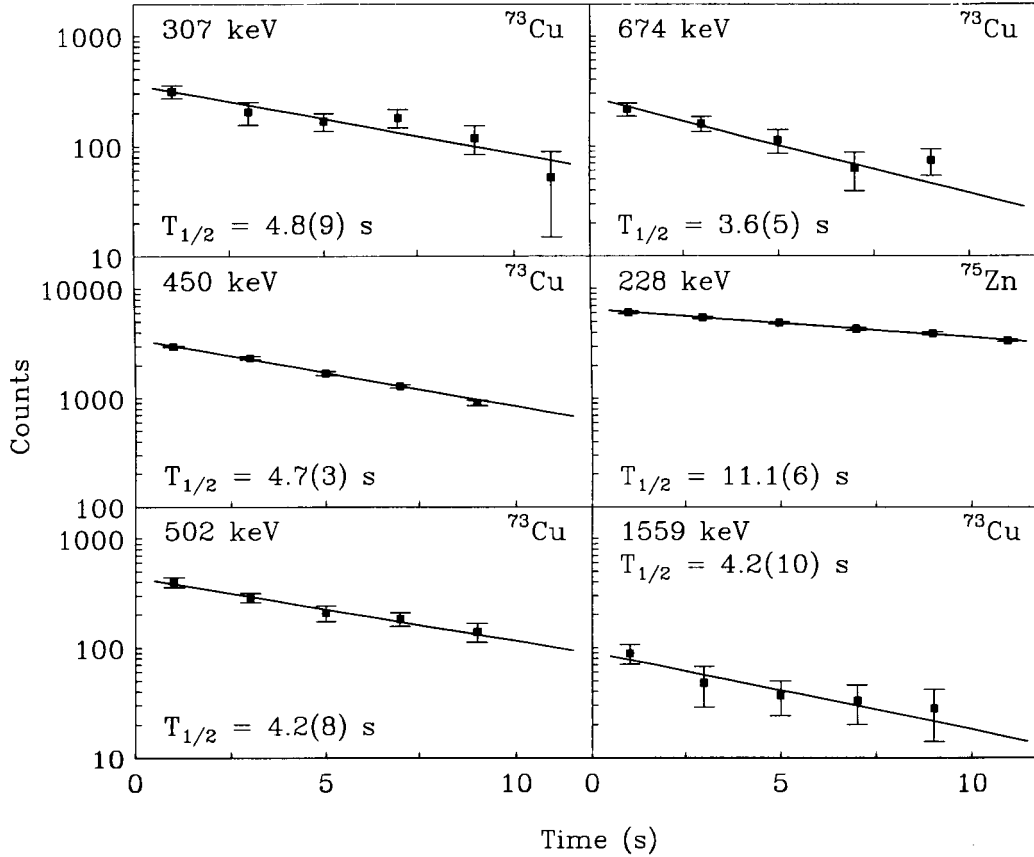 1000
307 keV ⁷³Cu
100
T₁/₂ = 4.8(9) s
10
674 keV ⁷³Cu
T₁/₂ = 3.6(5) s
10000
450 keV ⁷³Cu
1000
T₁/₂ = 4.7(3) s
100
228 keV ⁷⁵Zn
T₁/₂ = 11.1(6) s
1000
502 keV ⁷³Cu
100
T₁/₂ = 4.2(8) s
10
1559 keV ⁷³Cu
T₁/₂ = 4.2(10) s
Counts
0 5 10 0 5 10
Time (s)